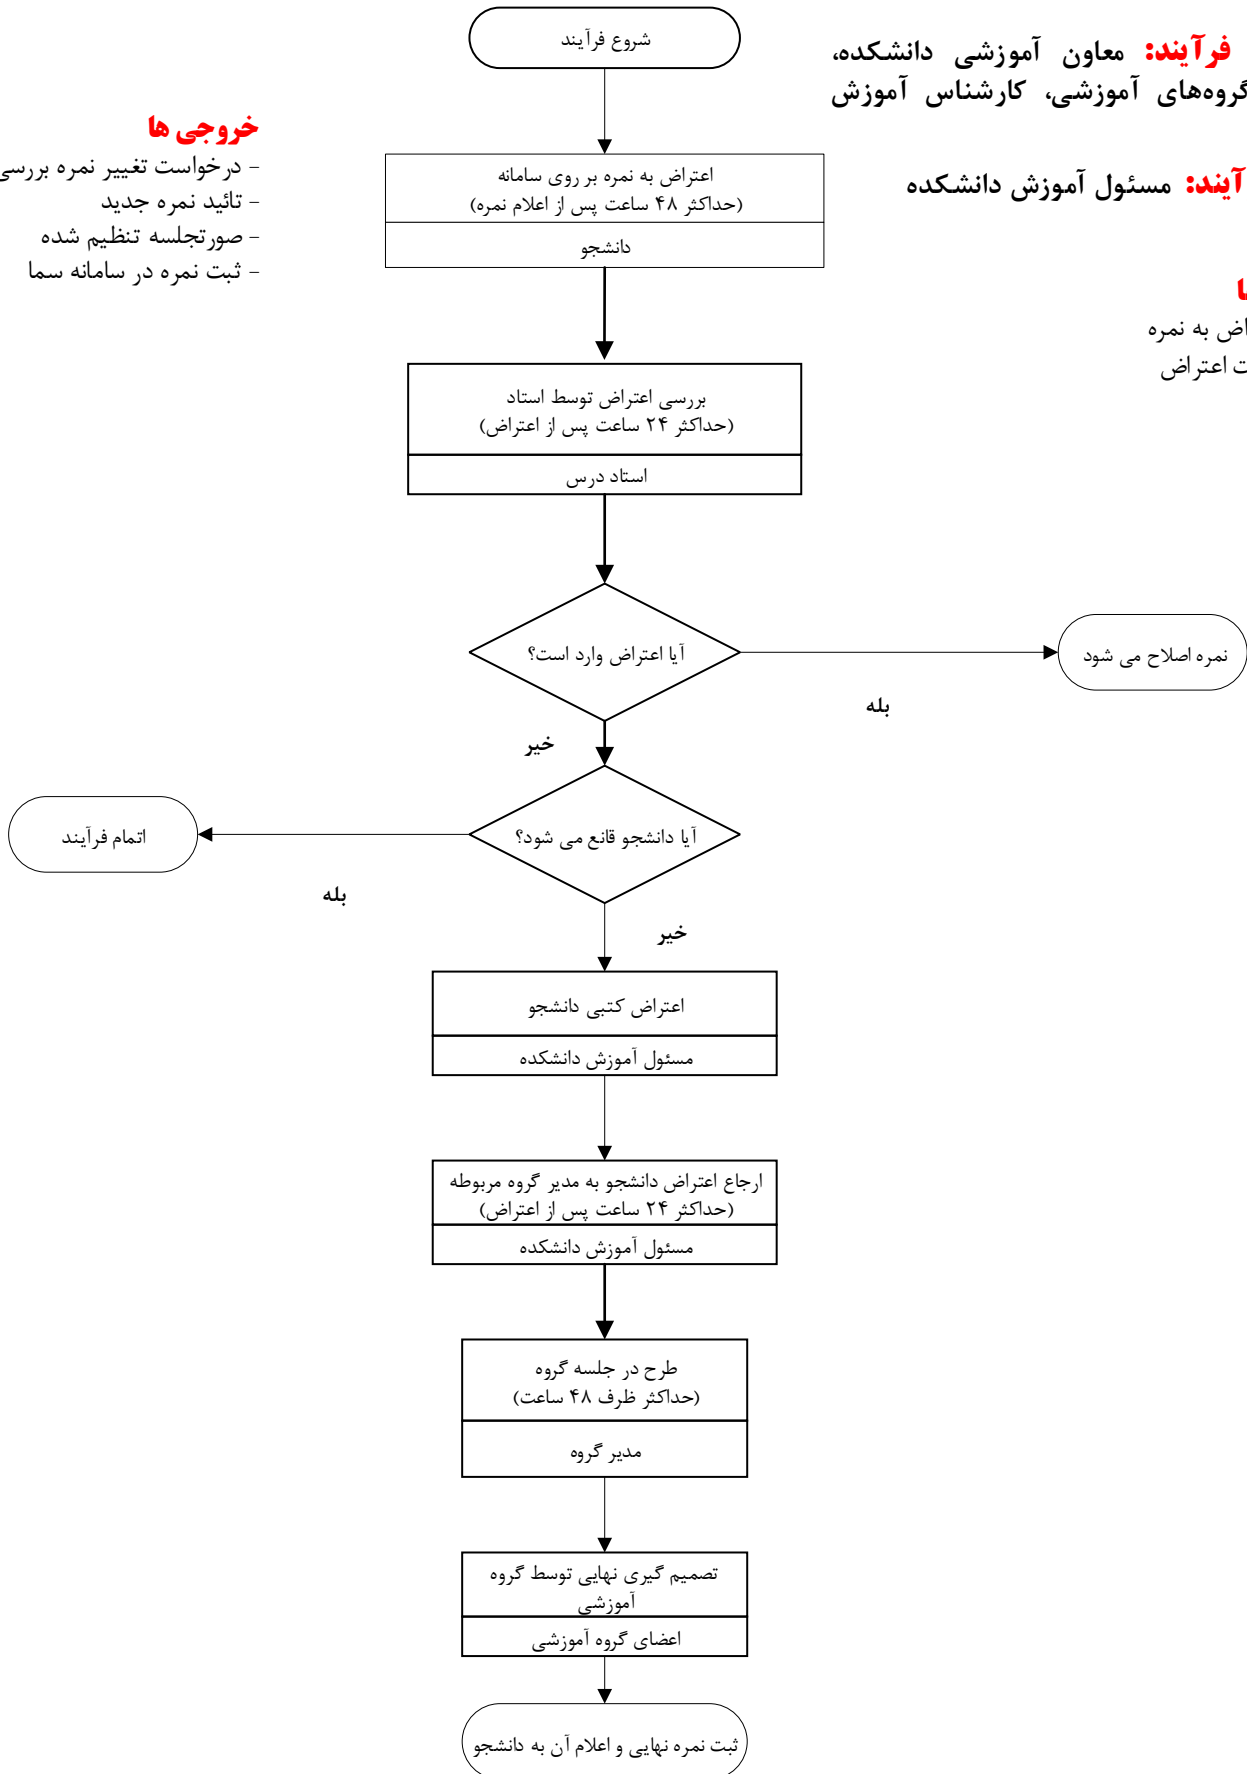 شروع فرآیند
فرآیند: معاون آموزشی دانشکده،
گروه‌های آموزشی، کارشناس آموزش
آیند: مسئول آموزش دانشکده
به نمره
اعتراض
خروجی ها
- درخواست تغییر نمره بررسی
- تائید نمره جدید
- صورتجلسه تنظیم شده
- ثبت نمره در سامانه سما
اعتراض به نمره بر روی سامانه
(حداکثر ۴۸ ساعت پس از اعلام نمره)
دانشجو
بررسی اعتراض توسط استاد
(حداکثر ۲۴ ساعت پس از اعتراض)
استاد درس
آیا اعتراض وارد است؟
بله
نمره اصلاح می شود
خیر
آیا دانشجو قانع می شود؟
بله
اتمام فرآیند
خیر
اعتراض کتبی دانشجو
مسئول آموزش دانشکده
ارجاع اعتراض دانشجو به مدیر گروه مربوطه
(حداکثر ۲۴ ساعت پس از اعتراض)
مسئول آموزش دانشکده
طرح در جلسه گروه
(حداکثر ظرف ۴۸ ساعت)
مدیر گروه
تصمیم گیری نهایی توسط گروه
آموزشی
اعضای گروه آموزشی
ثبت نمره نهایی و اعلام آن به دانشجو